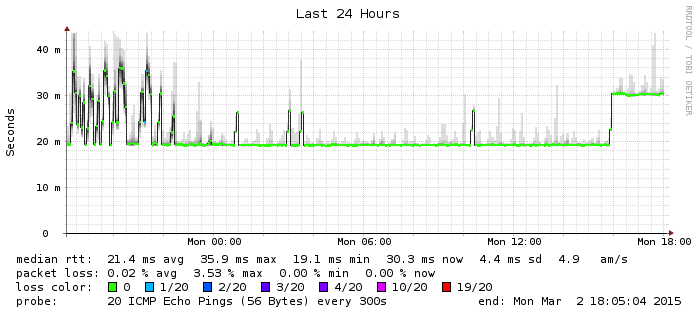 Last 24 Hours
RRDTOOL / TOBI OETIKER
Seconds
40 m
30 m
20 m
10 m
0
Mon 00:00 Mon 06:00 Mon 12:00 Mon 18:00
median rtt: 21.4 ms avg 35.9 ms max 19.1 ms min 30.3 ms now 4.4 ms sd 4.9 am/s
packet loss: 0.02 % avg 3.53 % max 0.00 % min 0.00 % now
loss color: 0 1/20 2/20 3/20 4/20 10/20 19/20
probe: 20 ICMP Echo Pings (56 Bytes) every 300s end: Mon Mar 2 18:05:04 2015